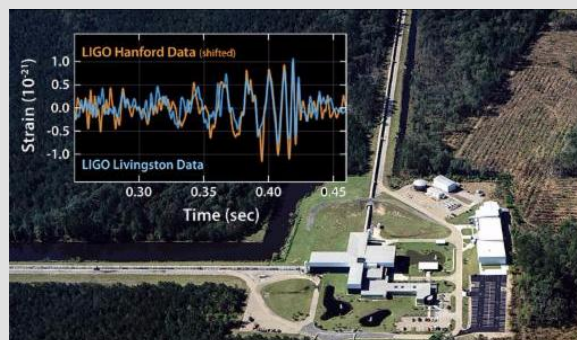 LIGO Hanford Data (shifted)
Strain (10⁻²¹)
1.0
0.5
0.0
-0.5
-1.0
LIGO Livingston Data
0.30 0.35 0.40 0.45
Time (sec)